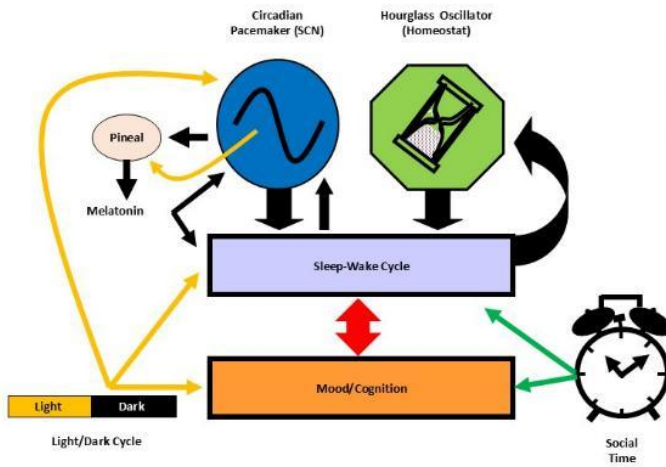 Circadian
Pacemaker (SCN)
Hourglass Oscillator
(Homeostat)
Pineal
Melatonin
Sleep-Wake Cycle
Mood/Cognition
Light
Dark
Light/Dark Cycle
Social
Time